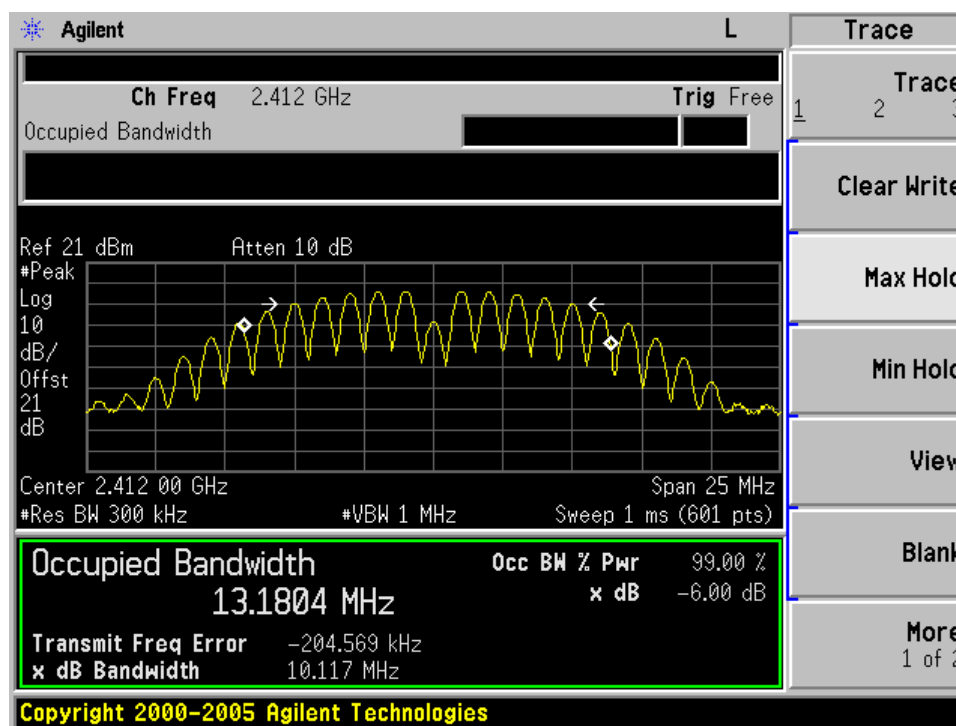 Agilent L Trace
Ch Freq 2.412 GHz Trig Free
Occupied Bandwidth
Trace
1 2 3
Clear Write
Max Hold
Min Hold
View
Blank
More
1 of 2
Ref 21 dBm Atten 10 dB
#Peak
Log
10
dB/
Offst
21
dB
Center 2.412 00 GHz Span 25 MHz
#Res BW 300 kHz #VBW 1 MHz Sweep 1 ms (601 pts)
Occupied Bandwidth Occ BW % Pwr 99.00 %
13.1804 MHz x dB -6.00 dB
Transmit Freq Error -204.569 kHz
x dB Bandwidth 10.117 MHz
Copyright 2000-2005 Agilent Technologies